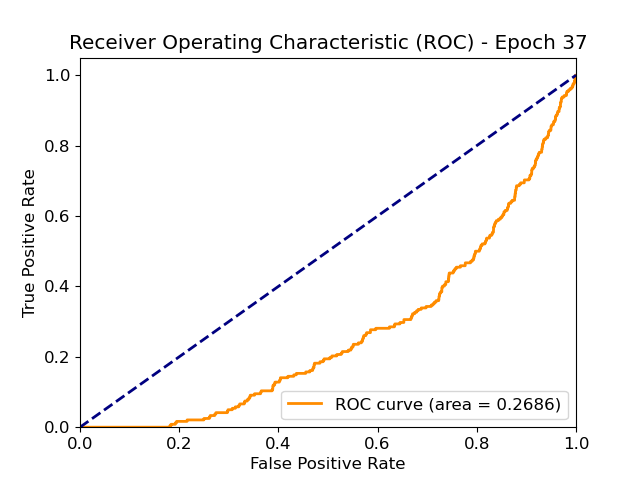 Receiver Operating Characteristic (ROC) - Epoch 37
True Positive Rate
1.0
0.8
0.6
0.4
0.2
0.0
ROC curve (area = 0.2686)
0.0 0.2 0.4 0.6 0.8 1.0
False Positive Rate